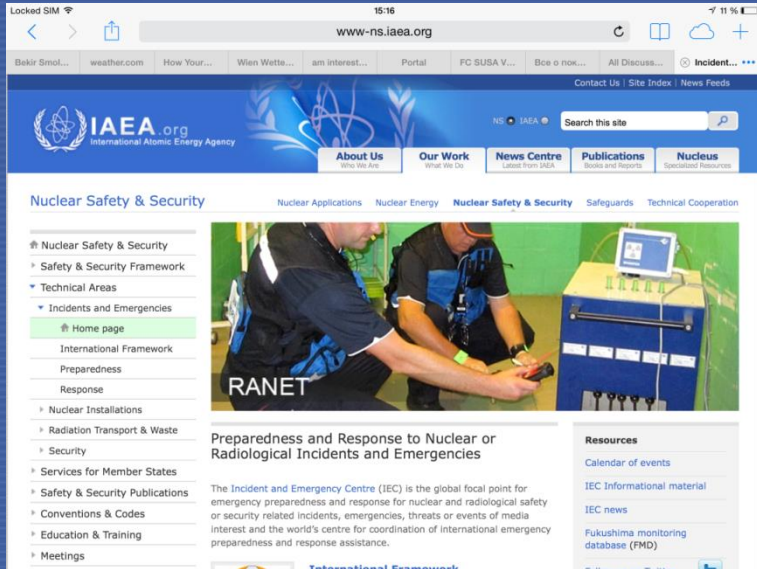 Locked SIM 15:16 11 %
www-ns.iaea.org
Bekir Smol... weather.com How Your... Wien Wette... am interest... Portal FC SUSA V... Все о пок... All Discuss... Incident...
Contact Us | Site Index | News Feeds
IAEA.org
International Atomic Energy Agency
NS IAEA Search this site
About Us Our Work News Centre Publications Nucleus
Who We Are What We Do Latest from IAEA Books and Reports Specialized Resources
Nuclear Safety & Security
Nuclear Applications Nuclear Energy Nuclear Safety & Security Safeguards Technical Cooperation
Nuclear Safety & Security
Safety & Security Framework
Technical Areas
Incidents and Emergencies
Home page
International Framework
Preparedness
Response
Nuclear Installations
Radiation Transport & Waste
Security
Services for Member States
Safety & Security Publications
Conventions & Codes
Education & Training
Meetings
RANET
Preparedness and Response to Nuclear or
Radiological Incidents and Emergencies
The Incident and Emergency Centre (IEC) is the global focal point for
emergency preparedness and response for nuclear and radiological safety
or security related incidents, emergencies, threats or events of media
interest and the world's centre for coordination of international emergency
preparedness and response assistance.
International Framework
Resources
Calendar of events
IEC Informational material
IEC news
Fukushima monitoring
database (FMD)